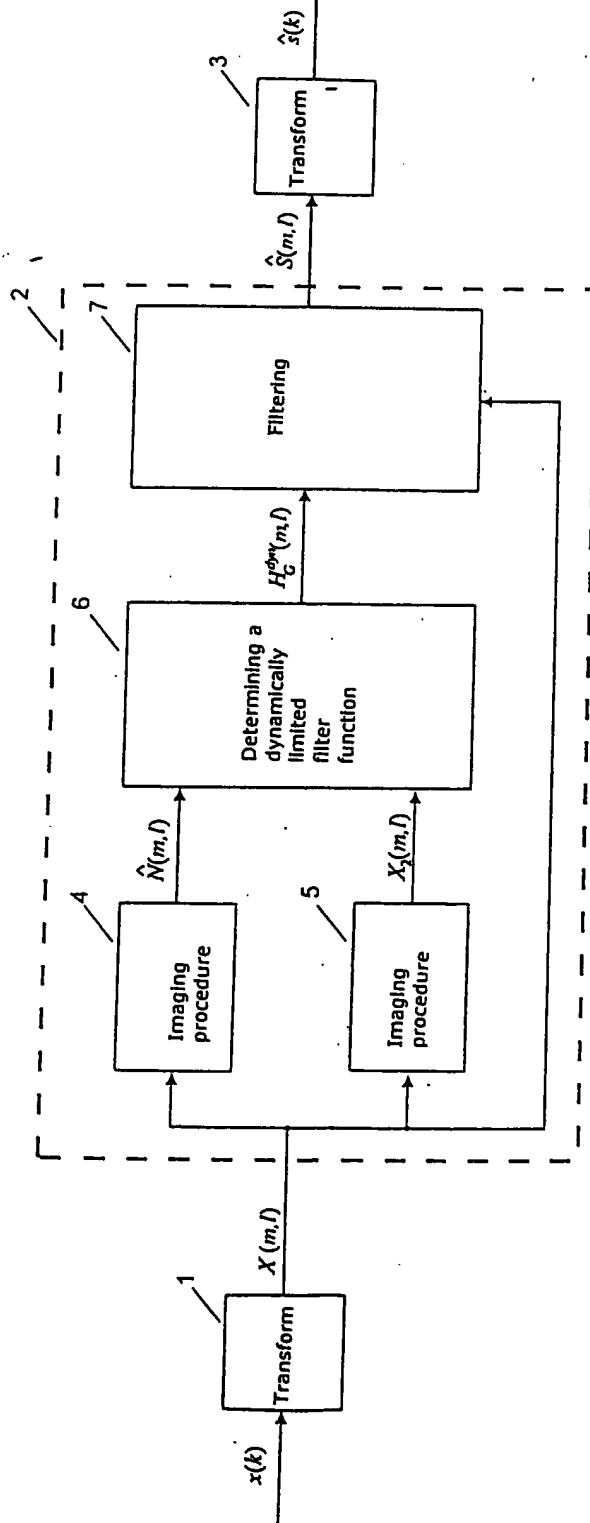 x(k)
1
Transform
X(m,l)
2
4
Imaging
procedure
N̂(m,l)
5
Imaging
procedure
X₂(m,l)
6
Determining a
dynamically
limited
filter
function
H_G^dyn(m,l)
7
Filtering
Ŝ(m,l)
3
Transform
ŝ(k)